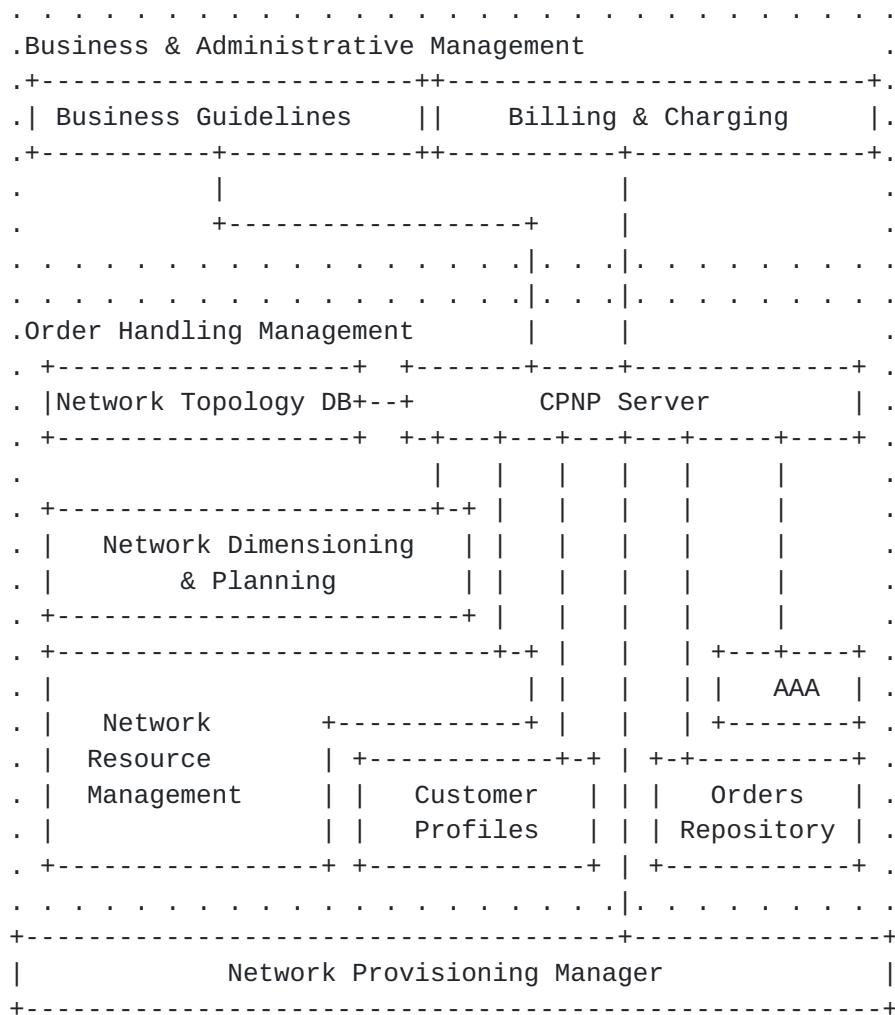 Business & Administrative Management
Business Guidelines Billing & Charging
Order Handling Management
Network Topology DB CPNP Server
Network Dimensioning
& Planning
AAA
Network
Resource
Management Customer Orders
Profiles Repository
Network Provisioning Manager